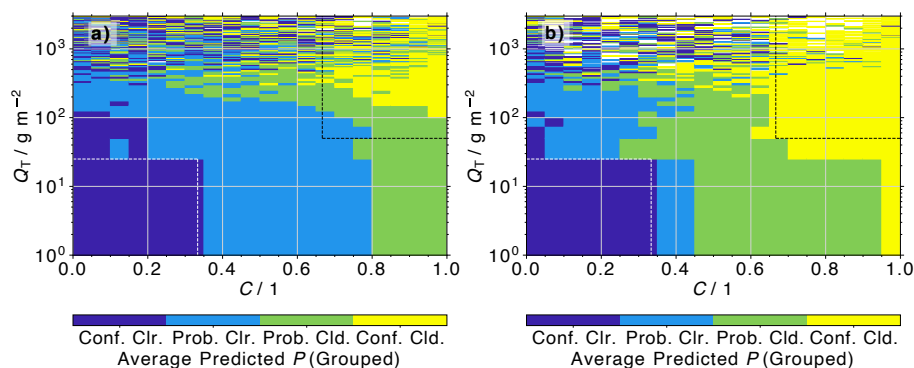 a)
10³
10²
10¹
10⁰
Q_T / g m⁻²
0.0 0.2 0.4 0.6 0.8 1.0
C / 1
Conf. Clr. Prob. Clr. Prob. Cld. Conf. Cld.
Average Predicted P (Grouped)
b)
10³
10²
10¹
10⁰
Q_T / g m⁻²
0.0 0.2 0.4 0.6 0.8 1.0
C / 1
Conf. Clr. Prob. Clr. Prob. Cld. Conf. Cld.
Average Predicted P (Grouped)